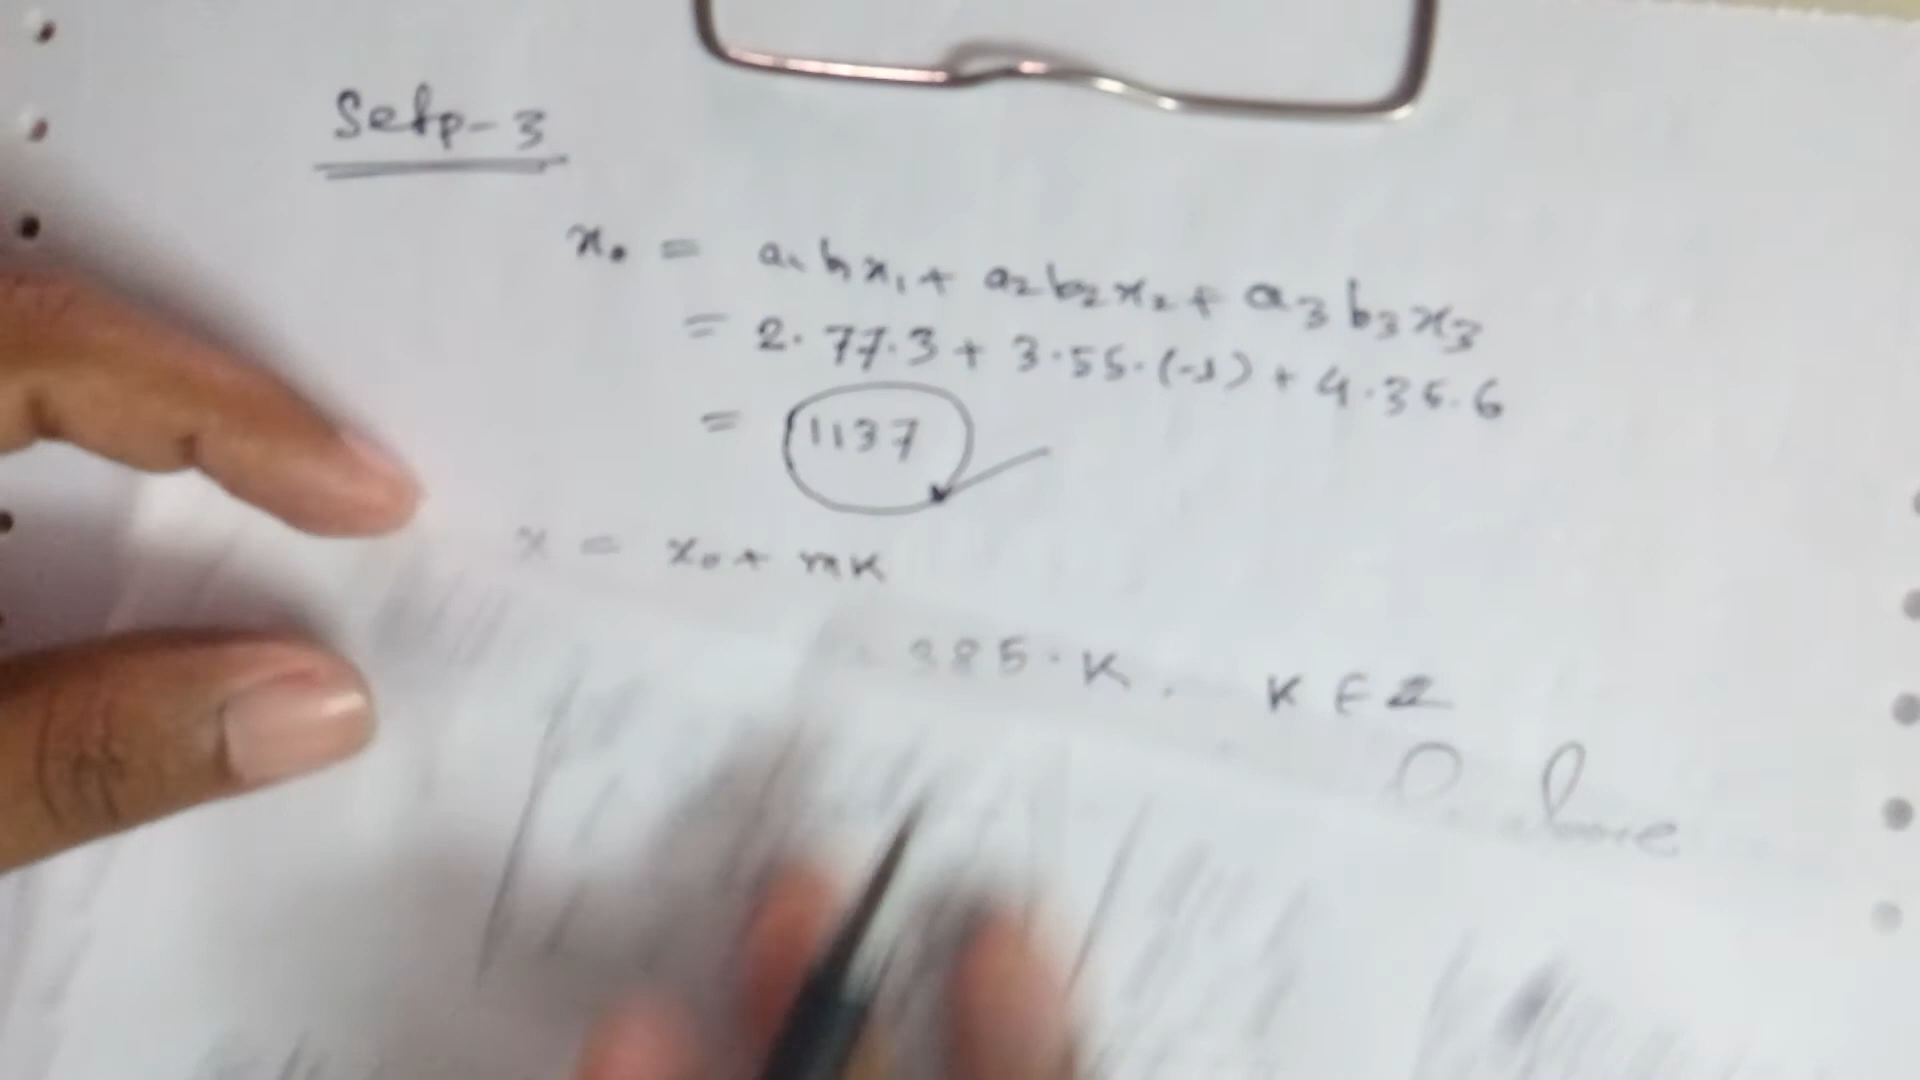 Setp-3
x₀ = a₁b₁x₁ + a₂b₂x₂ + a₃b₃x₃
= 2.77.3 + 3.55.(-1) + 4.35.6
= 1137
x = x₀ + mK
385.K. K ∈ Z